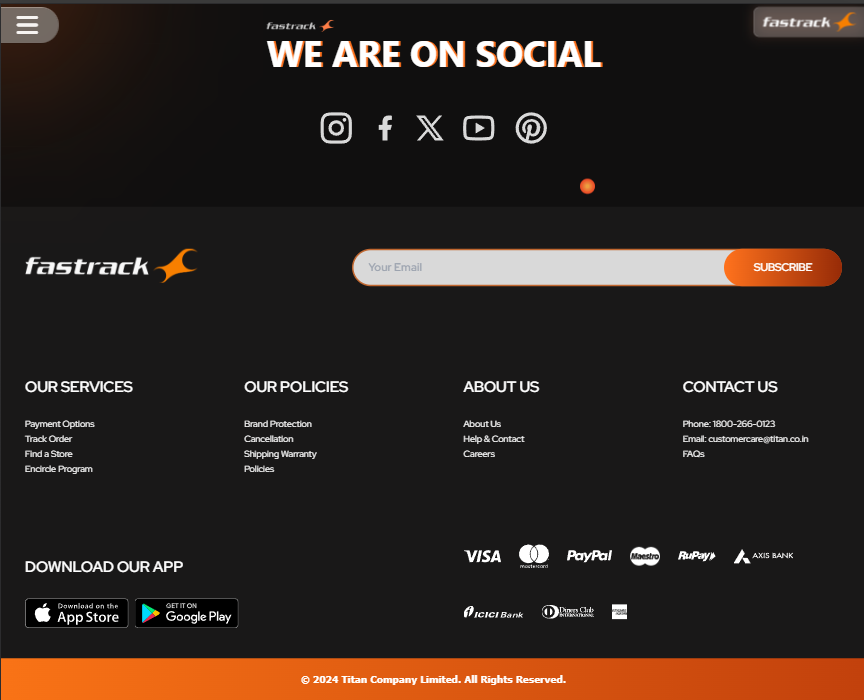 fastrack
fastrack
WE ARE ON SOCIAL
fastrack
Your Email
SUBSCRIBE
OUR SERVICES
Payment Options
Track Order
Find a Store
Encircle Program
OUR POLICIES
Brand Protection
Cancellation
Shipping Warranty
Policies
ABOUT US
About Us
Help & Contact
Careers
CONTACT US
Phone: 1800-266-0123
Email: customercare@titan.co.in
FAQs
DOWNLOAD OUR APP
Download on the
App Store
GET IT ON
Google Play
VISA
mastercard
PayPal
Maestro
RuPay
AXIS BANK
ICICI Bank
Diners Club
INTERNATIONAL
© 2024 Titan Company Limited. All Rights Reserved.